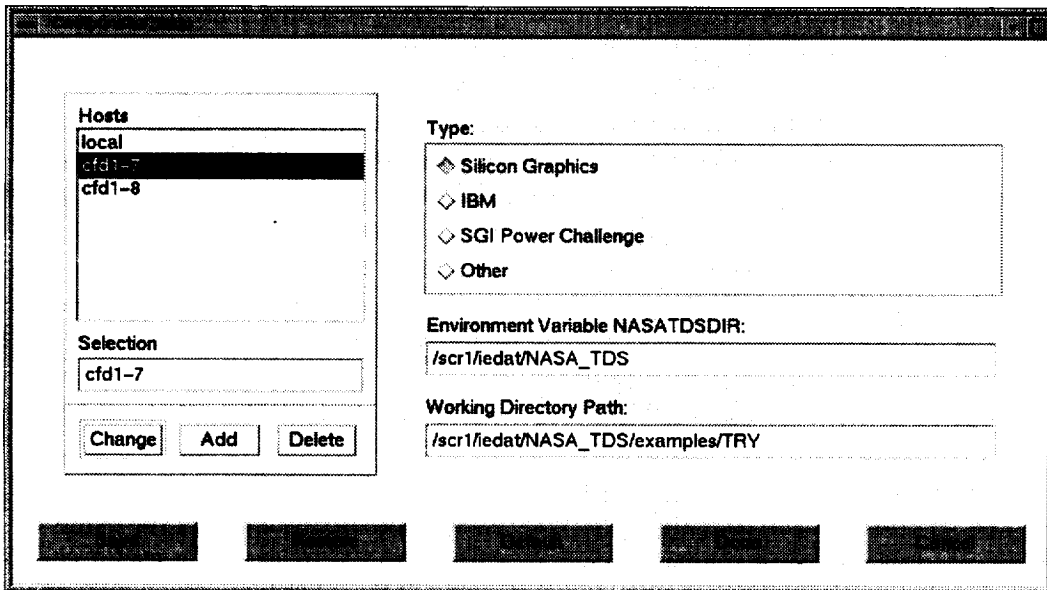 Hosts
local
cfd1-7
cfd1-8
Selection
cfd1-7
Change Add Delete
Type:
Silicon Graphics
IBM
SGI Power Challenge
Other
Environment Variable NASATDSDIR:
/scr1/iedat/NASA_TDS
Working Directory Path:
/scr1/iedat/NASA_TDS/examples/TRY